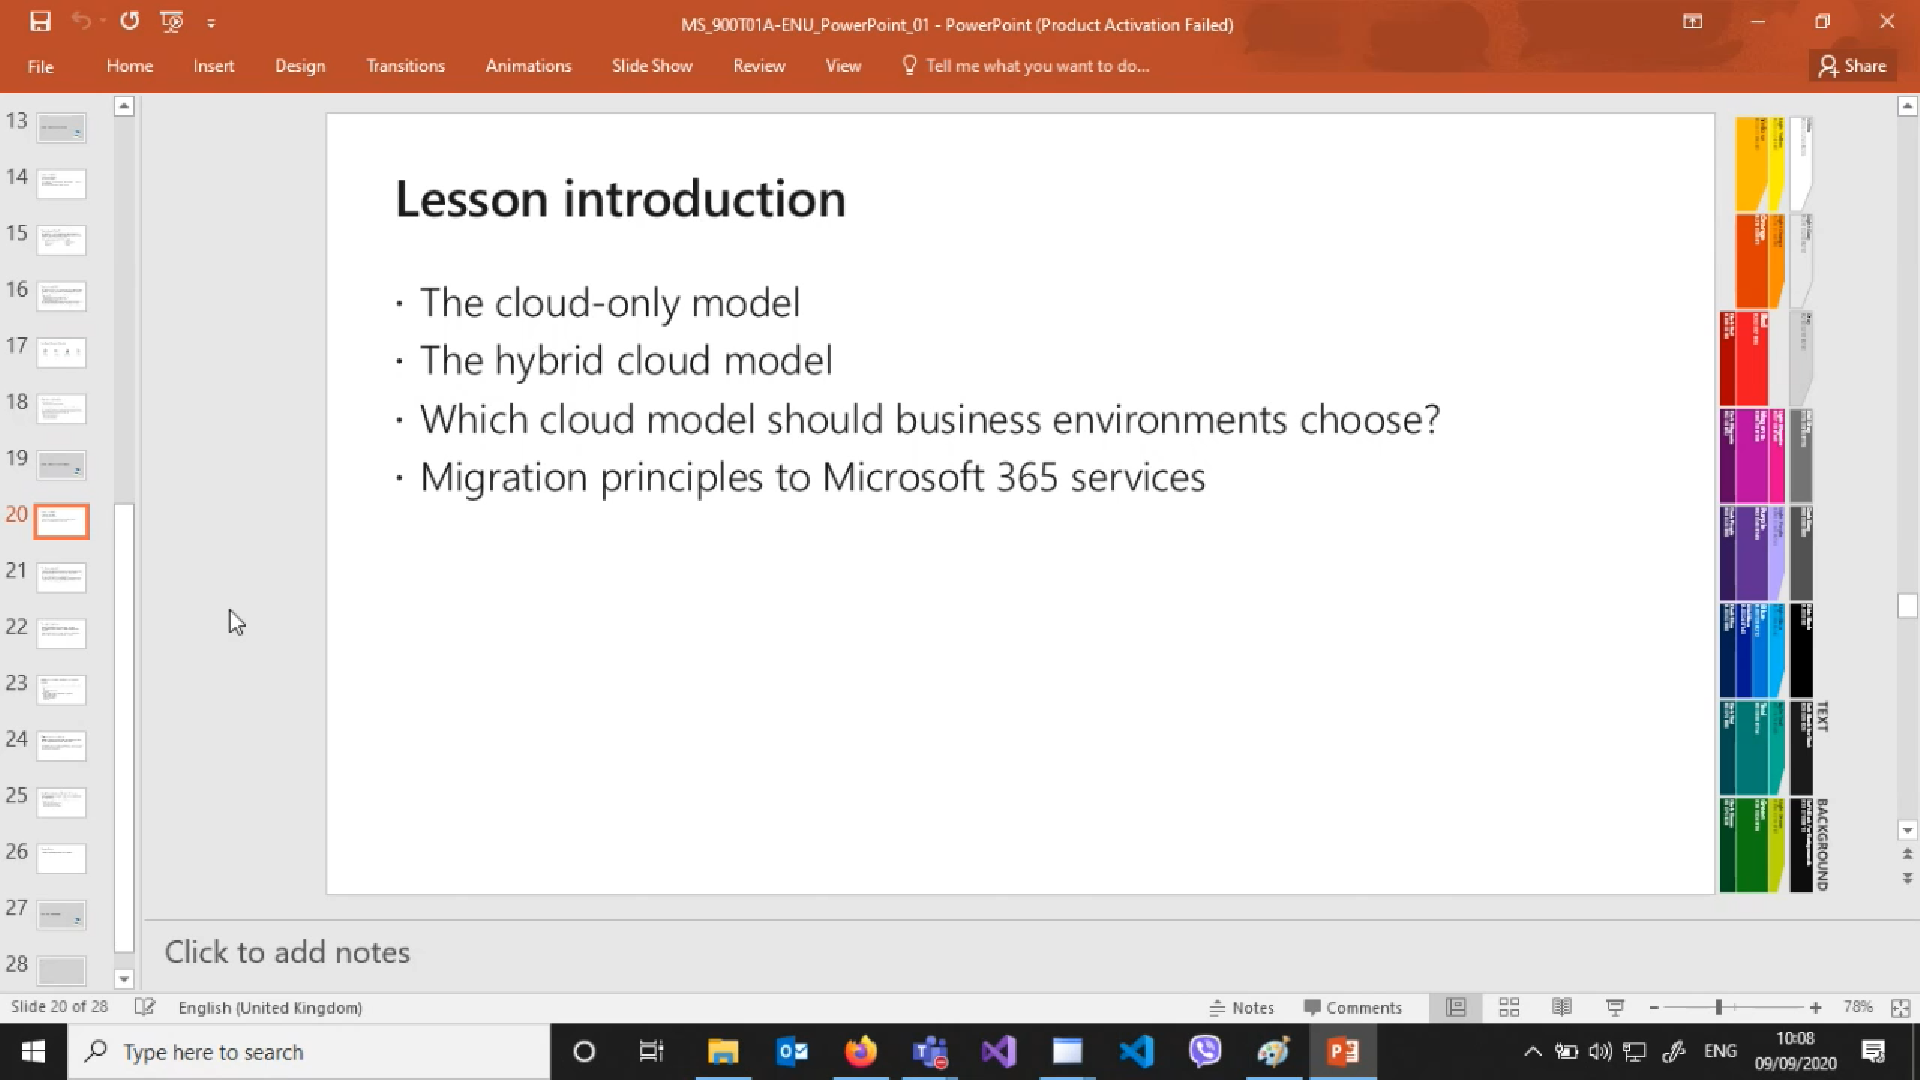 MS_900T01A-ENU_PowerPoint_01 - PowerPoint (Product Activation Failed)
File
Home
Insert
Design
Transitions
Animations
Slide Show
Review
View
Tell me what you want to do...
Share
13
14
15
16
17
18
19
20
21
22
23
24
25
26
27
28
Lesson introduction
· The cloud-only model
· The hybrid cloud model
· Which cloud model should business environments choose?
· Migration principles to Microsoft 365 services
TEXT
BACKGROUND
Click to add notes
Slide 20 of 28
English (United Kingdom)
Notes
Comments
78%
Type here to search
ENG
10:08
09/09/2020